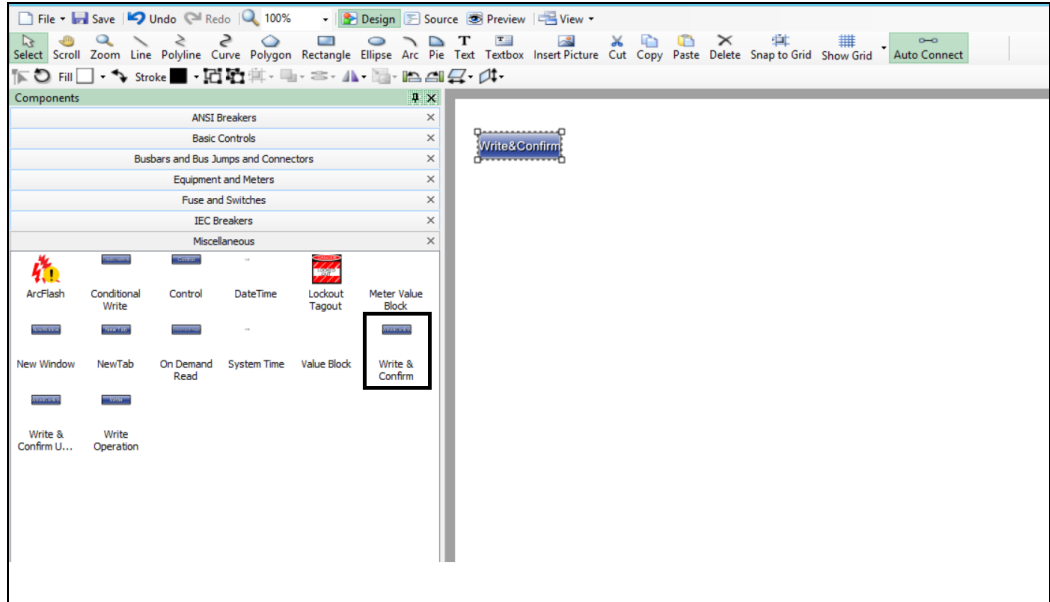 File Save Undo Redo 100% Design Source Preview View
Select Scroll Zoom Line Polyline Curve Polygon Rectangle Ellipse Arc Pie Text Textbox Insert Picture Cut Copy Paste Delete Snap to Grid Show Grid Auto Connect
Fill Stroke
Components
ANSI Breakers
Basic Controls
Busbars and Bus Jumps and Connectors
Equipment and Meters
Fuse and Switches
IEC Breakers
Miscellaneous
ArcFlash Conditional Control DateTime Lockout Meter Value
Write Tagout Block
New Window NewTab On Demand System Time Value Block Write &
Read Confirm
Write & Write
Confirm U... Operation
Write&Confirm